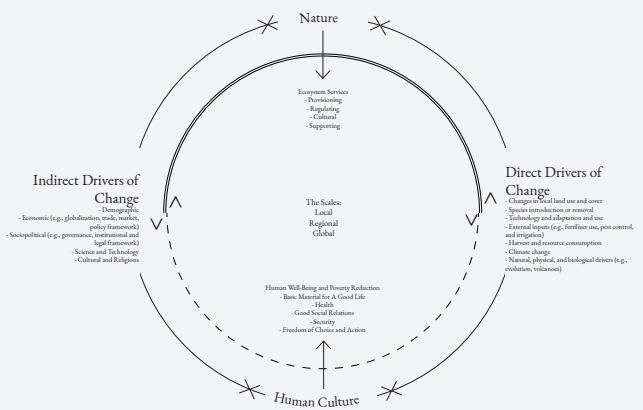 Nature
Ecosystem Services
- Provisioning
- Regulating
- Cultural
- Supporting
Indirect Drivers of
Change
- Demographic
- Economic (e.g., globalization, trade, market,
policy framework)
- Sociopolitical (e.g., governance, institutional and
legal framework)
- Science and Technology
- Cultural and Religions
The Scales:
Local
Regional
Global
Direct Drivers of
Change
- Changes in local land use and cover
- Species introduction or removal
- Technology and adaptation and use
- External inputs (e.g., fertilizer use, pest control,
and irrigation)
- Harvest and resource consumption
- Climate change
- Natural, physical, and biological drivers (e.g.,
evolution, volcanoes)
Human Well-Being and Poverty Reduction
- Basic Material for A Good Life
- Health
- Good Social Relations
- Security
- Freedom of Choice and Action
Human Culture